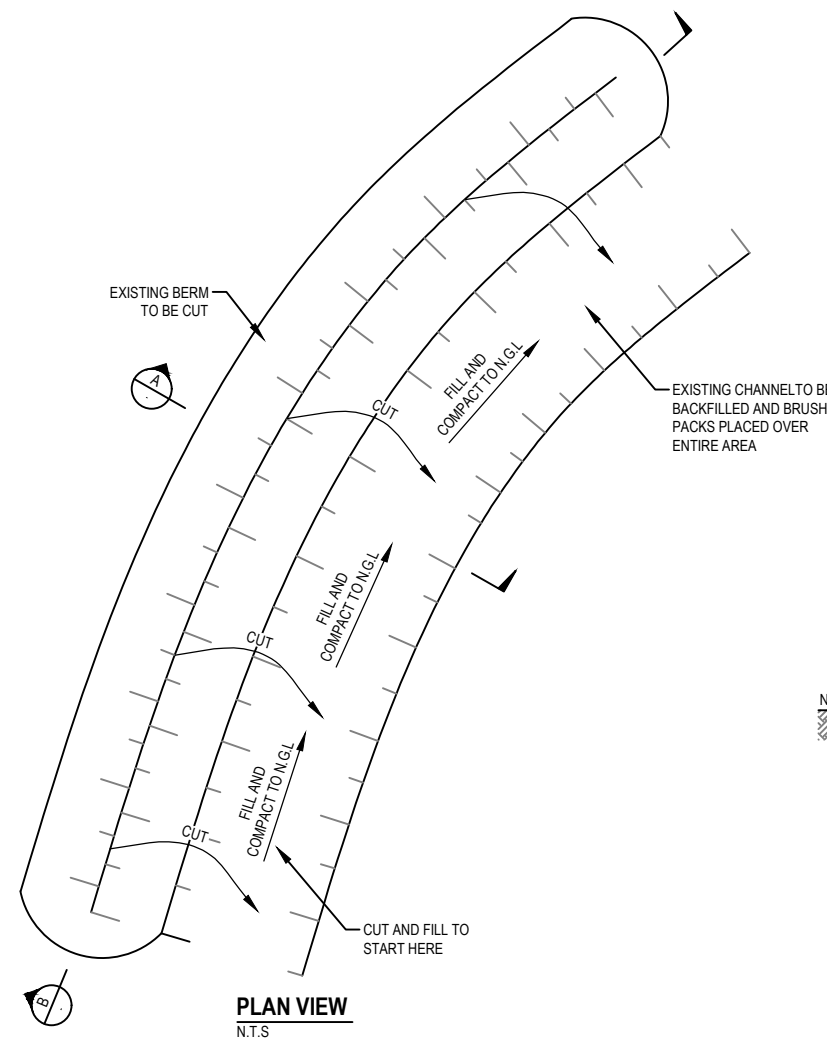 EXISTING BERM
TO BE CUT
A
CUT
FILL AND
COMPACT TO N.G.L
EXISTING CHANNELTO BE
BACKFILLED AND BRUSH
PACKS PLACED OVER
ENTIRE AREA
FILL AND
COMPACT TO N.G.L
CUT
FILL AND
COMPACT TO N.G.L
CUT
CUT AND FILL TO
START HERE
B
PLAN VIEW
N.T.S
N